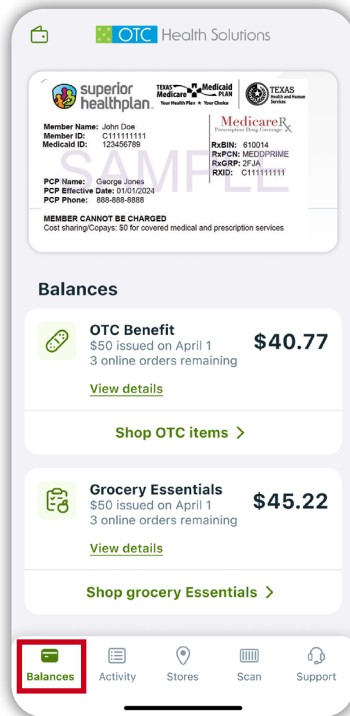 OTC Health Solutions
superior
healthplan™
TEXAS Medicaid
Medicare PLAN
Your Health Plan ★ Your Choice
TEXAS
Health and Human
Services
Member Name: John Doe
Member ID: C111111111
Medicaid ID: 123456789
MedicareRx
Prescription Drug Coverage
RxBIN: 610014
RxPCN: MEDDPRIME
RxGRP: 2FJA
RXID: C111111111
SAMPLE
PCP Name: George Jones
PCP Effective Date: 01/01/2024
PCP Phone: 888-888-8888
MEMBER CANNOT BE CHARGED
Cost sharing/Copays: $0 for covered medical and prescription services
Balances
OTC Benefit
$50 issued on April 1
3 online orders remaining
$40.77
View details
Shop OTC items >
Grocery Essentials
$50 issued on April 1
3 online orders remaining
$45.22
View details
Shop grocery Essentials >
Balances Activity Stores Scan Support